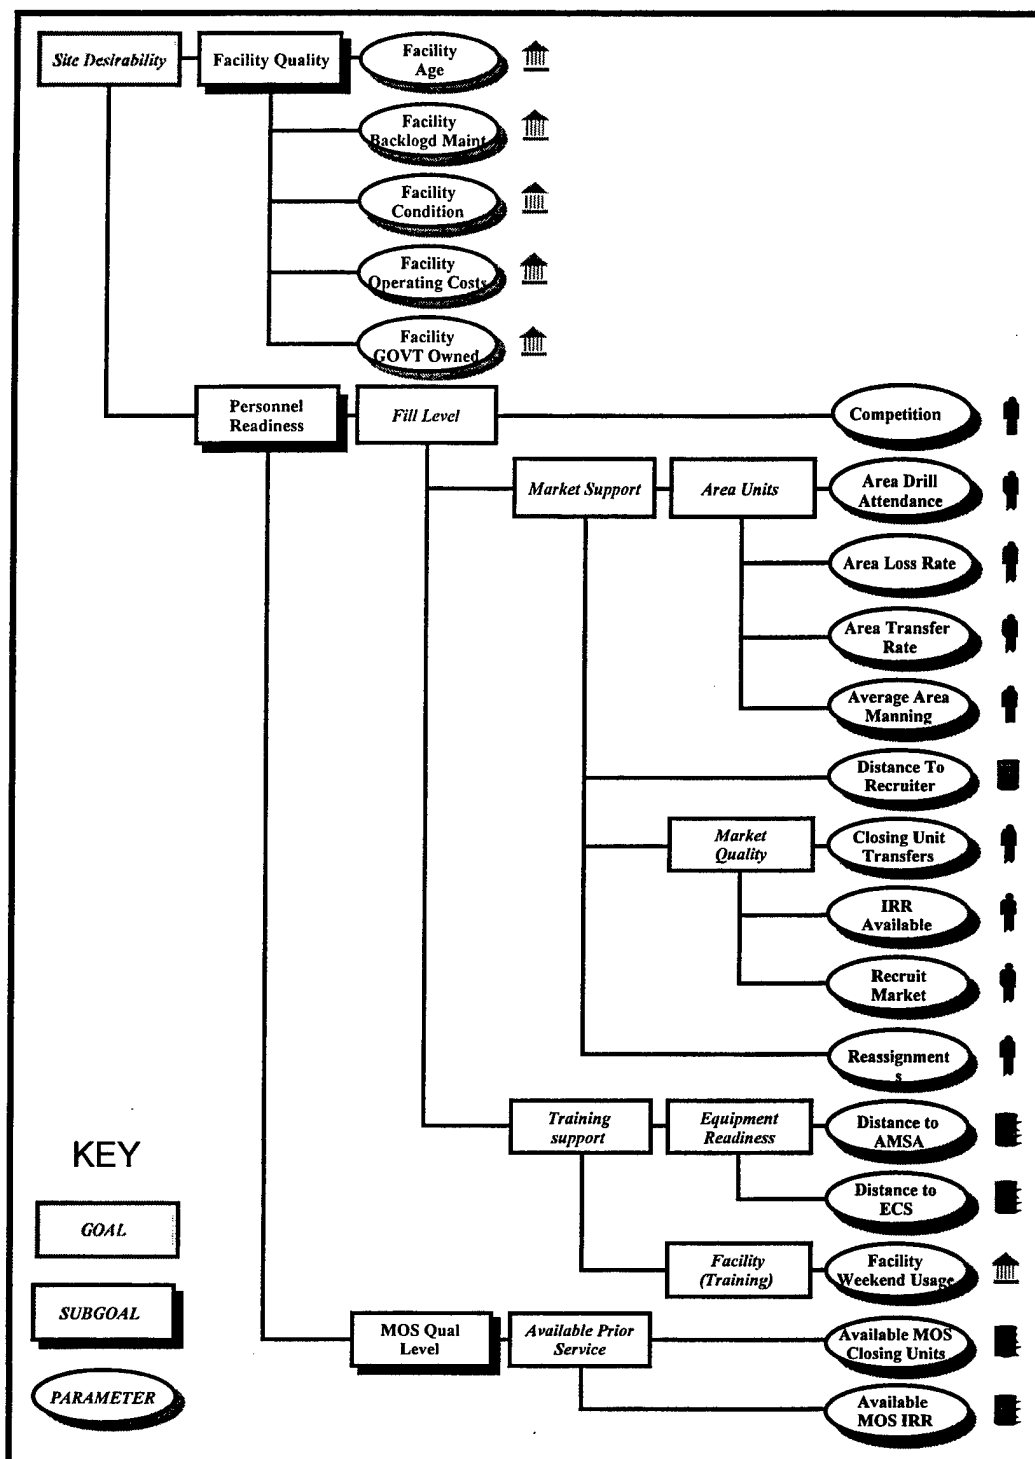 Site Desirability
Facility Quality
Facility
Age
Facility
Backlogd Maint
Facility
Condition
Facility
Operating Costs
Facility
GOVT Owned
Personnel
Readiness
Fill Level
Competition
Market Support
Area Units
Area Drill
Attendance
Area Loss Rate
Area Transfer
Rate
Average Area
Manning
Distance To
Recruiter
Market
Quality
Closing Unit
Transfers
IRR
Available
Recruit
Market
Reassignment
s
Training
support
Equipment
Readiness
Distance to
AMSA
Distance to
ECS
Facility
(Training)
Facility
Weekend Usage
MOS Qual
Level
Available Prior
Service
Available MOS
Closing Units
Available
MOS IRR
KEY
GOAL
SUBGOAL
PARAMETER